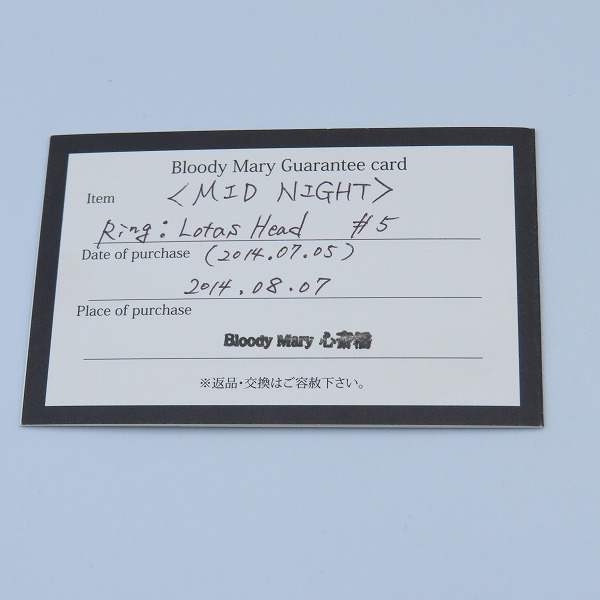 Bloody Mary Guarantee card
Item <MID NIGHT>
Ring: Lotas Head #5
Date of purchase (2014.07.05)
2014.08.07
Place of purchase
Bloody Mary 心斎橋
※返品・交換はご容赦下さい。